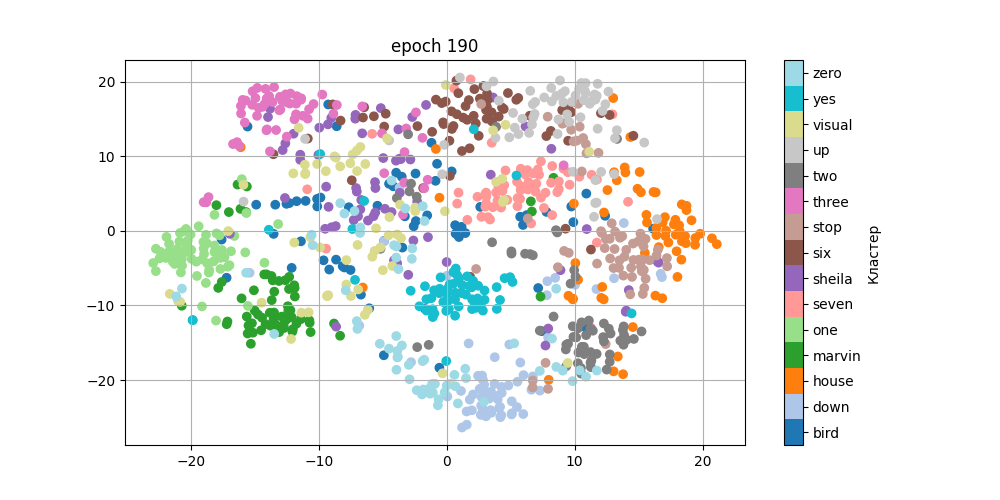 epoch 190
20
10
0
−10
−20
−20
−10
0
10
20
zero
yes
visual
up
two
three
stop
six
sheila
seven
one
marvin
house
down
bird
Кластер